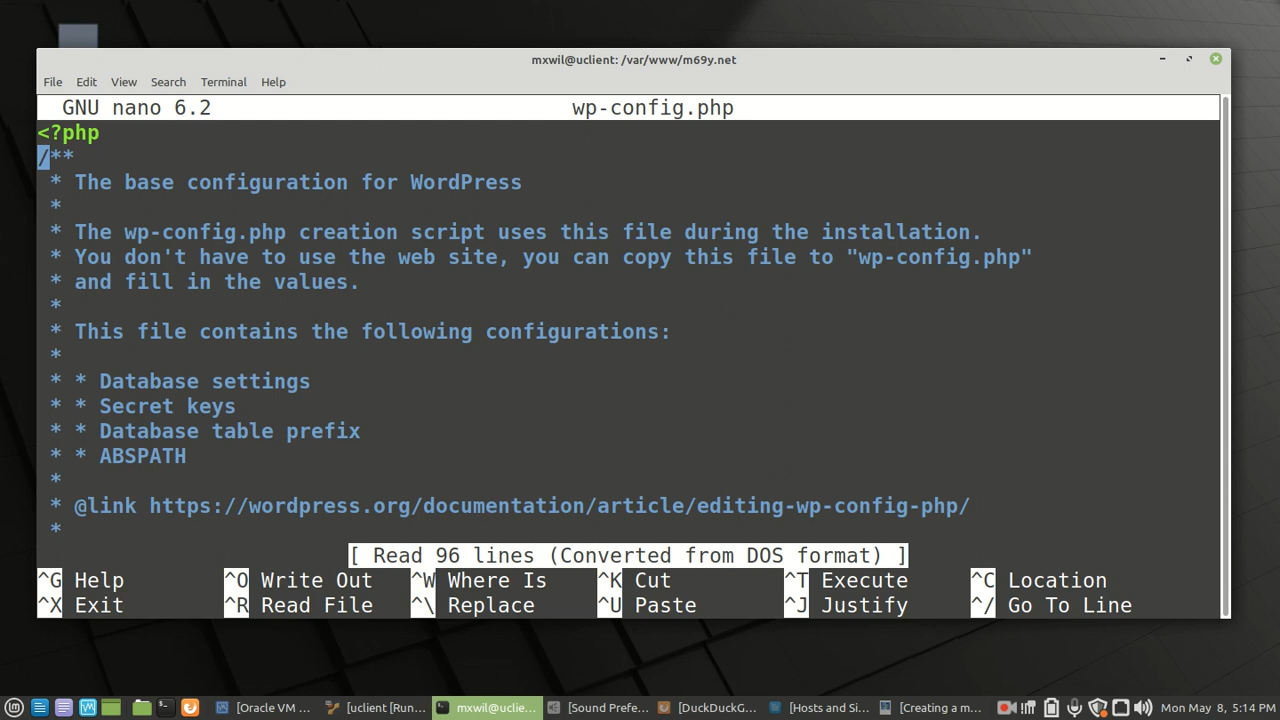 mxwil@uclient: /var/www/m69y.net
File Edit View Search Terminal Help
GNU nano 6.2 wp-config.php
<?php
/**
 * The base configuration for WordPress
 *
 * The wp-config.php creation script uses this file during the installation.
 * You don't have to use the web site, you can copy this file to "wp-config.php"
 * and fill in the values.
 *
 * This file contains the following configurations:
 *
 * * Database settings
 * * Secret keys
 * * Database table prefix
 * * ABSPATH
 *
 * @link https://wordpress.org/documentation/article/editing-wp-config-php/
 *
[ Read 96 lines (Converted from DOS format) ]
^G Help ^O Write Out ^W Where Is ^K Cut ^T Execute ^C Location
^X Exit ^R Read File ^\ Replace ^U Paste ^J Justify ^/ Go To Line
[Oracle VM ... [uclient [Run... mxwil@uclie... [Sound Prefe... [DuckDuckG... [Hosts and Si... [Creating a m... Mon May 8, 5:14 PM